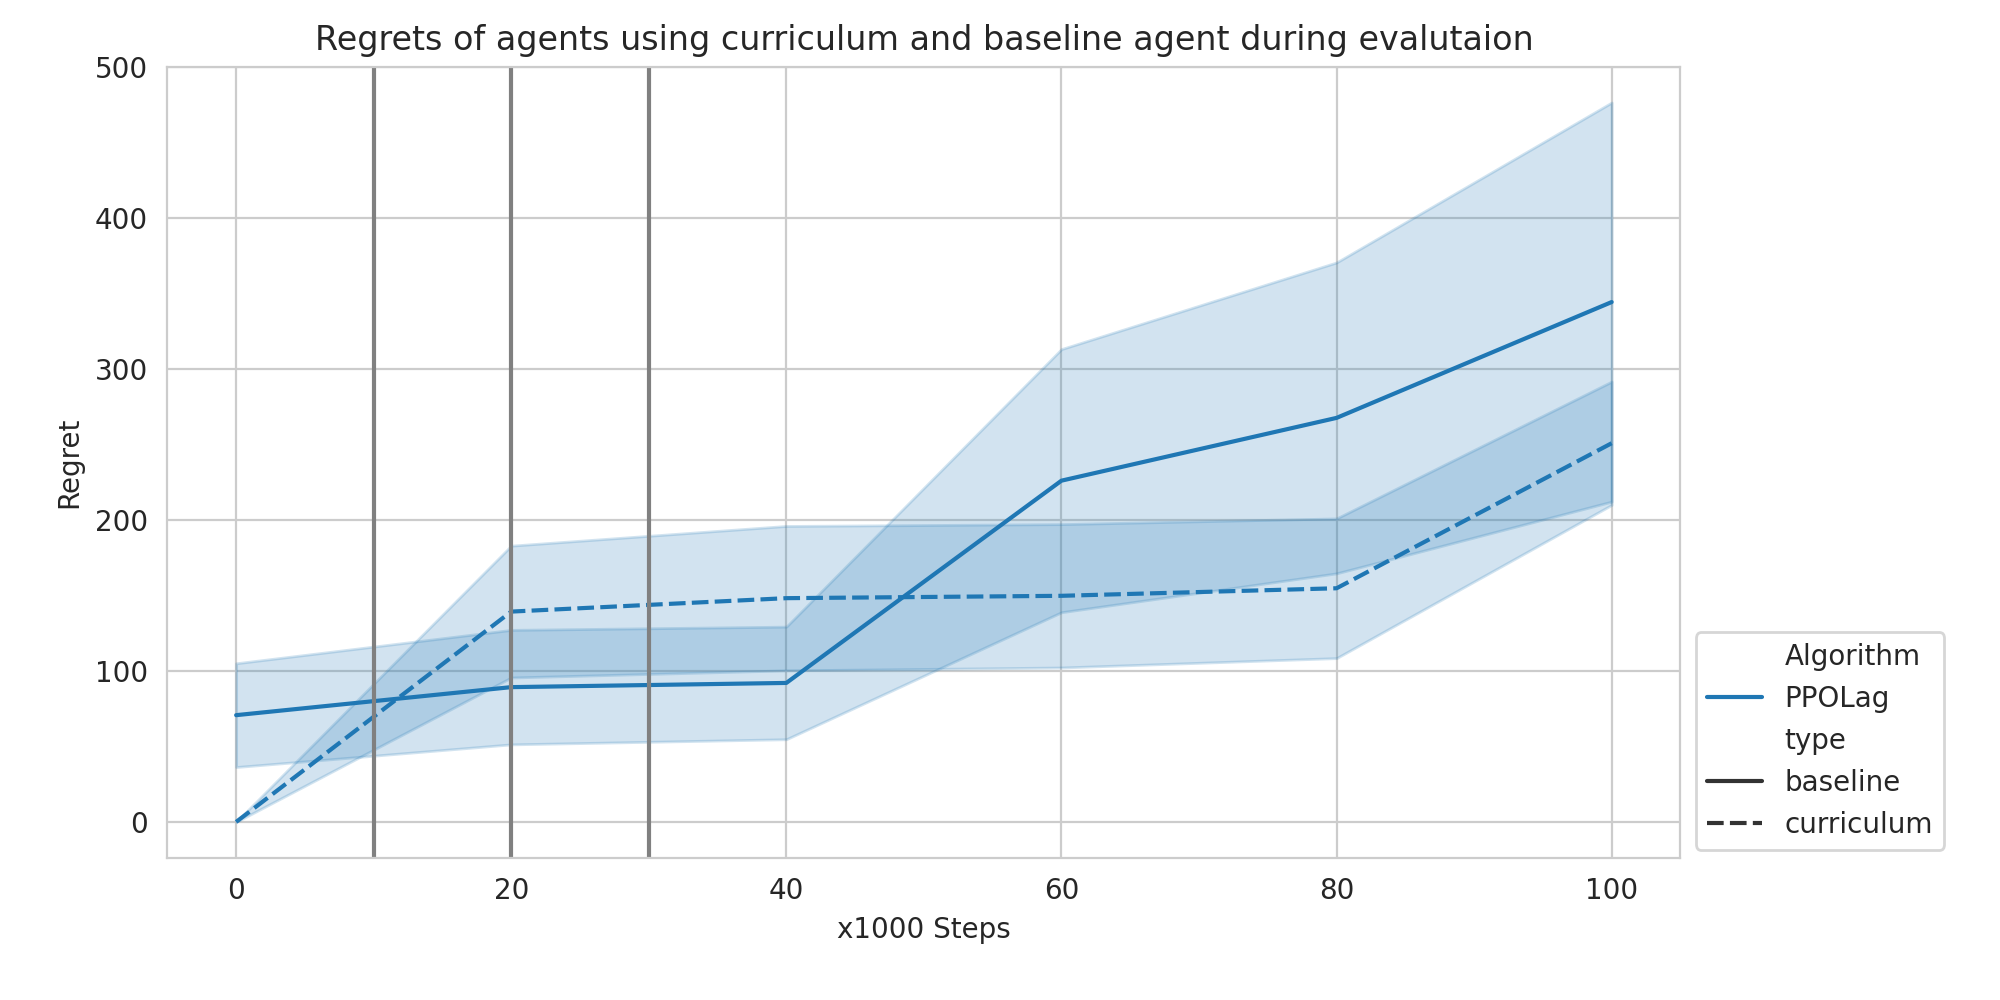 Regrets of agents using curriculum and baseline agent during evalutaion
500
400
300
200
100
0
Regret
0 20 40 60 80 100
x1000 Steps
Algorithm
PPOLag
type
baseline
curriculum